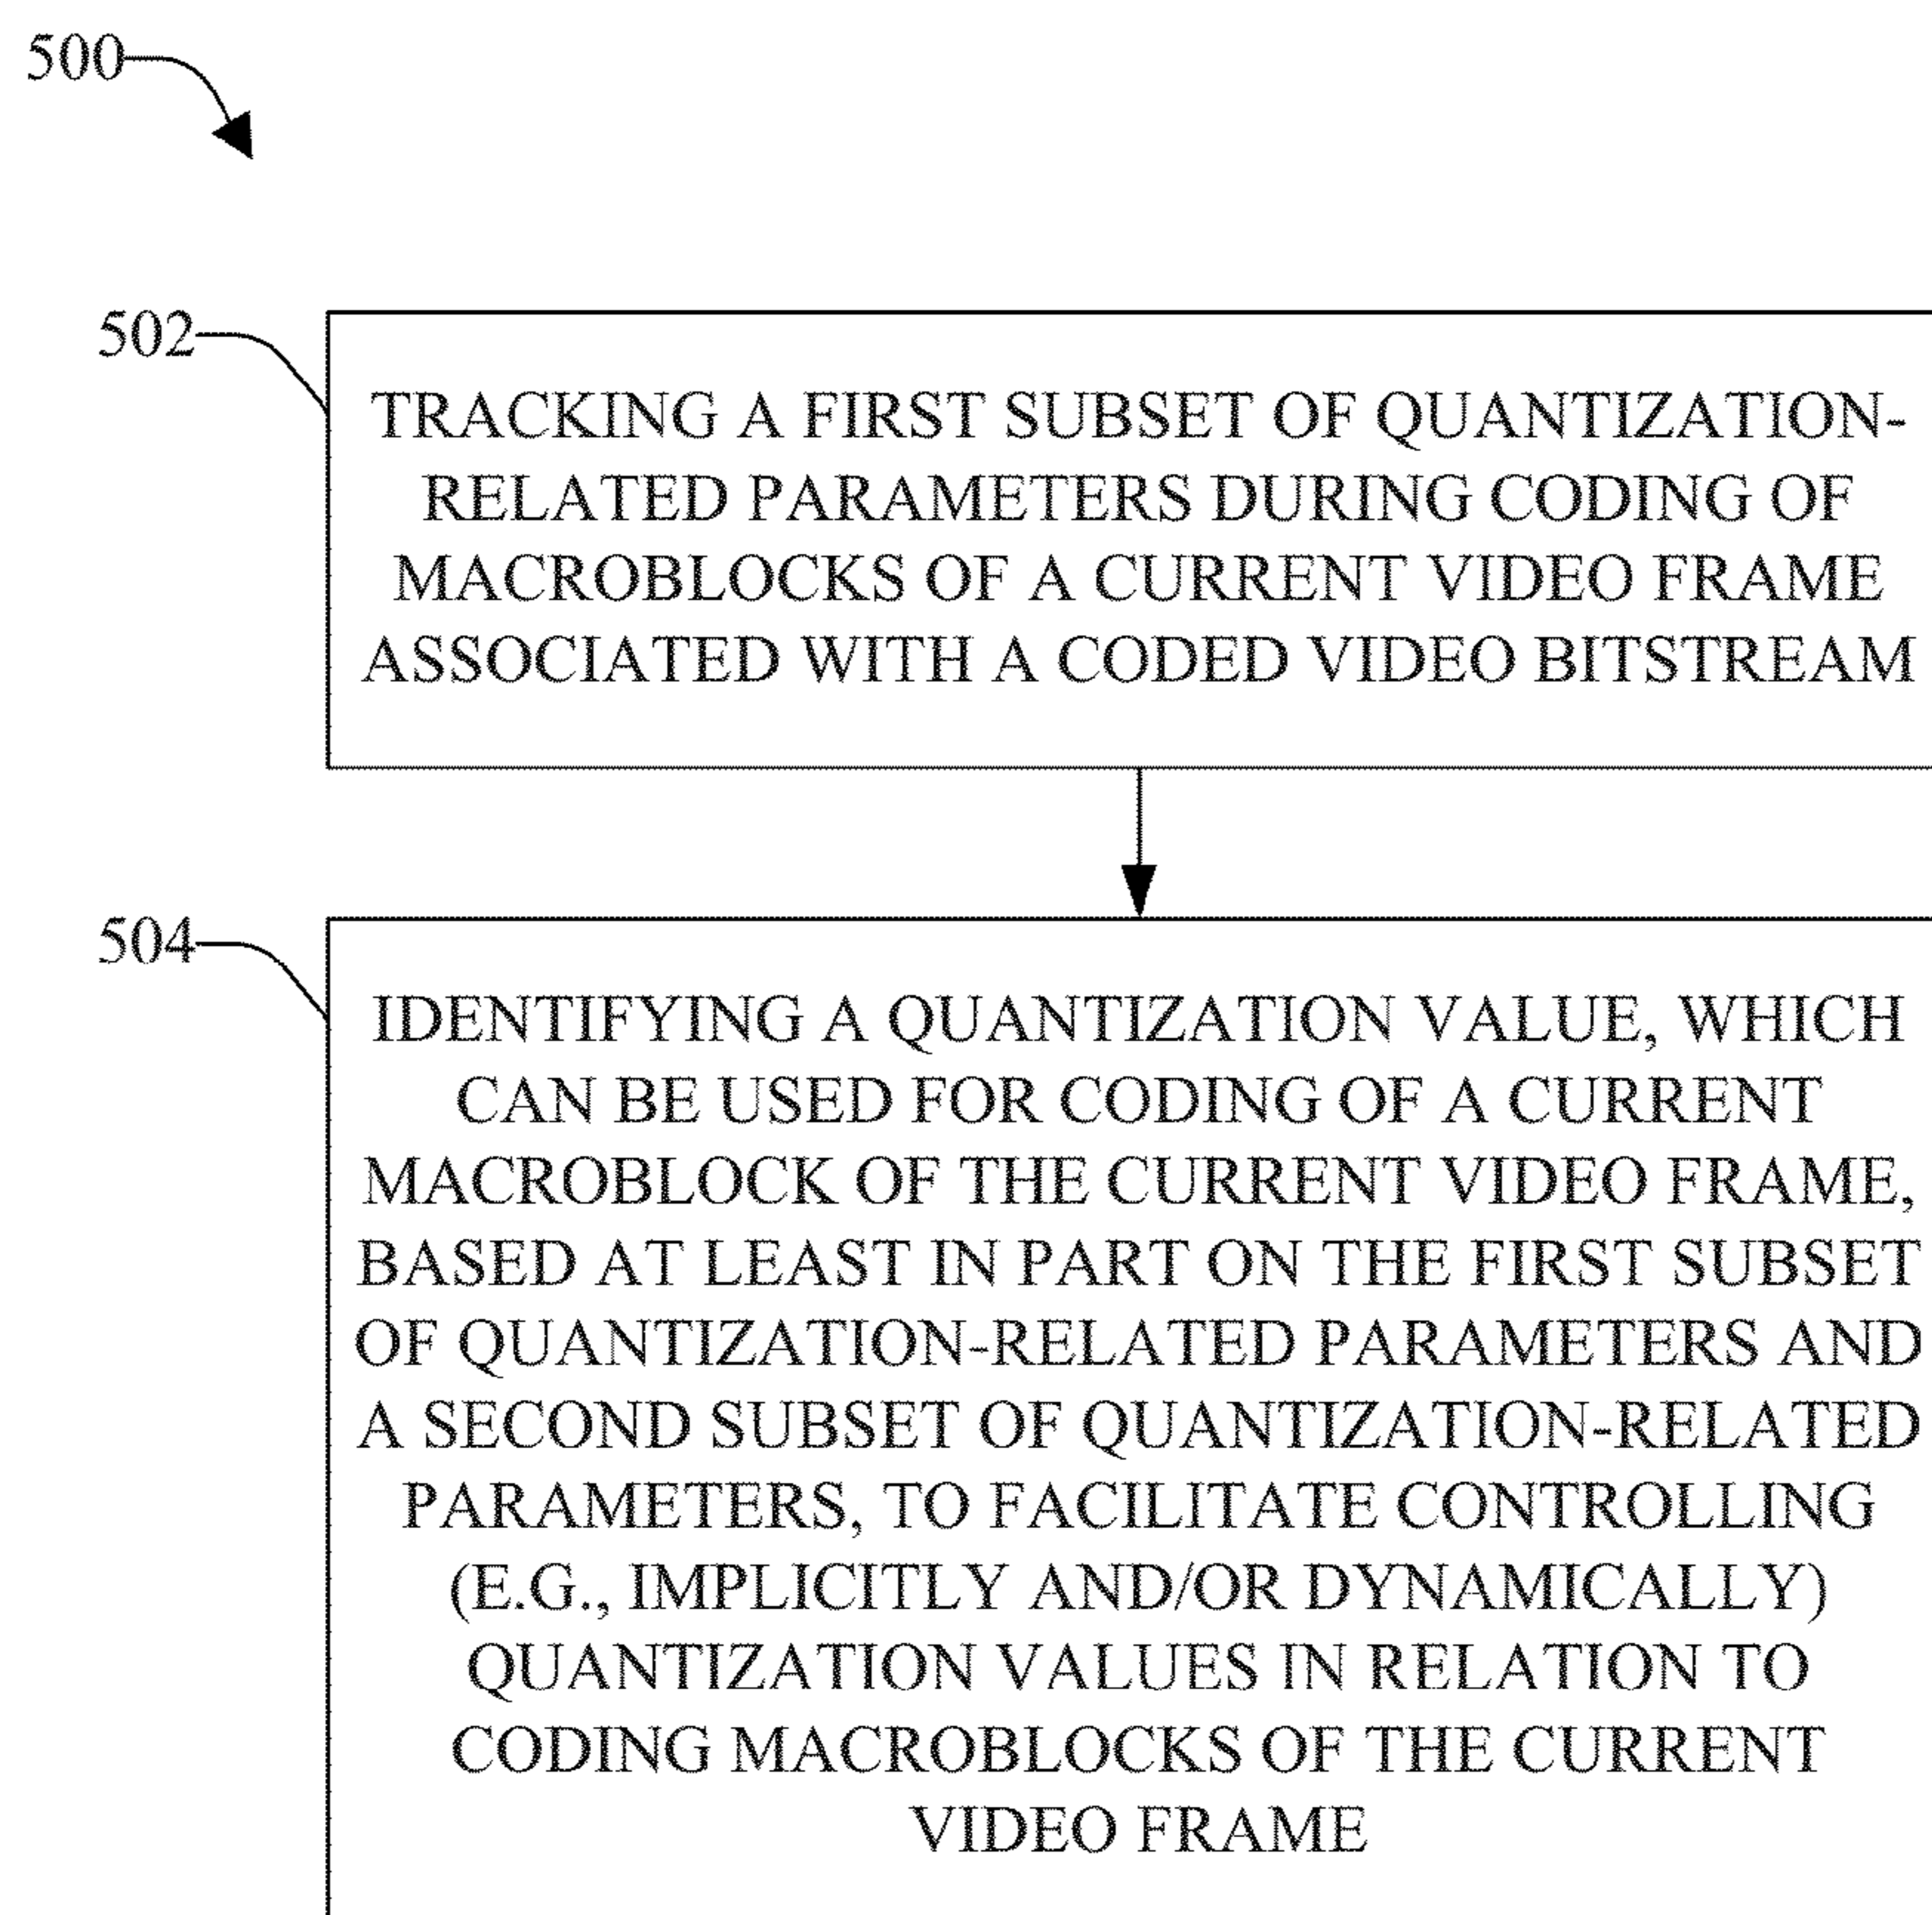 500
502
TRACKING A FIRST SUBSET OF QUANTIZATION-
RELATED PARAMETERS DURING CODING OF
MACROBLOCKS OF A CURRENT VIDEO FRAME
ASSOCIATED WITH A CODED VIDEO BITSTREAM
504
IDENTIFYING A QUANTIZATION VALUE, WHICH
CAN BE USED FOR CODING OF A CURRENT
MACROBLOCK OF THE CURRENT VIDEO FRAME,
BASED AT LEAST IN PART ON THE FIRST SUBSET
OF QUANTIZATION-RELATED PARAMETERS AND
A SECOND SUBSET OF QUANTIZATION-RELATED
PARAMETERS, TO FACILITATE CONTROLLING
(E.G., IMPLICITLY AND/OR DYNAMICALLY)
QUANTIZATION VALUES IN RELATION TO
CODING MACROBLOCKS OF THE CURRENT
VIDEO FRAME